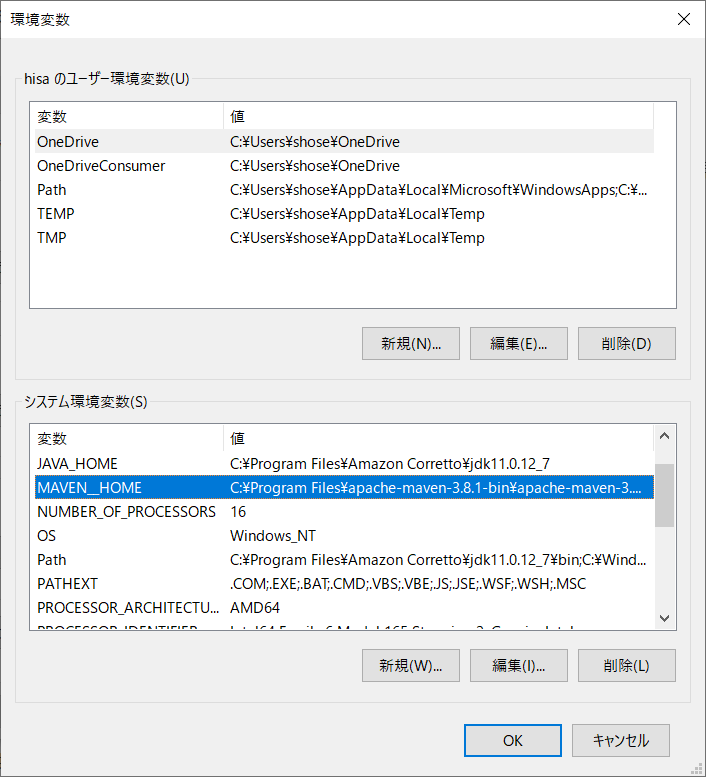 環境変数
hisa のユーザー環境変数(U)
変数 値
OneDrive C:¥Users¥shose¥OneDrive
OneDriveConsumer C:¥Users¥shose¥OneDrive
Path C:¥Users¥shose¥AppData¥Local¥Microsoft¥WindowsApps;C:¥...
TEMP C:¥Users¥shose¥AppData¥Local¥Temp
TMP C:¥Users¥shose¥AppData¥Local¥Temp
新規(N)... 編集(E)... 削除(D)
システム環境変数(S)
変数 値
JAVA_HOME C:¥Program Files¥Amazon Corretto¥jdk11.0.12_7
MAVEN__HOME C:¥Program Files¥apache-maven-3.8.1-bin¥apache-maven-3....
NUMBER_OF_PROCESSORS 16
OS Windows_NT
Path C:¥Program Files¥Amazon Corretto¥jdk11.0.12_7¥bin;C:¥Wind...
PATHEXT .COM;.EXE;.BAT;.CMD;.VBS;.VBE;.JS;.JSE;.WSF;.WSH;.MSC
PROCESSOR_ARCHITECTU... AMD64
PROCESSOR_IDENTIFIER
新規(W)... 編集(I)... 削除(L)
OK キャンセル